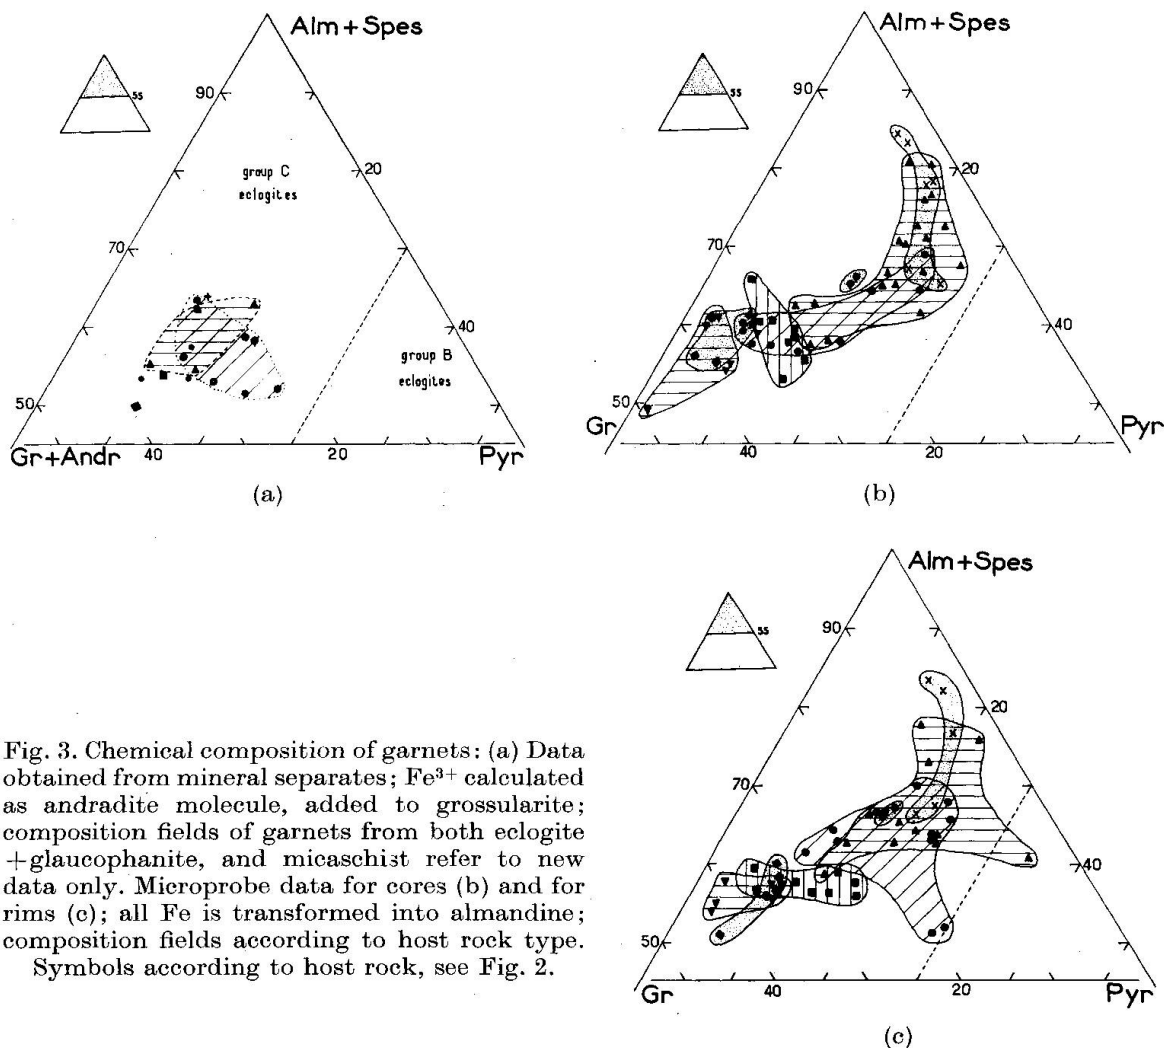 Alm+Spes
55
90
group C
eclogites
20
70
40
group B
eclogites
50
Gr+Andr
40
20
Pyr
(a)
Alm+Spes
55
90
20
70
40
50
Gr
40
20
Pyr
(b)
Alm+Spes
55
90
20
70
40
50
Gr
40
20
Pyr
(c)
Fig. 3. Chemical composition of garnets: (a) Data
obtained from mineral separates; Fe³⁺ calculated
as andradite molecule, added to grossularite;
composition fields of garnets from both eclogite
+glaucophanite, and micaschist refer to new
data only. Microprobe data for cores (b) and for
rims (c); all Fe is transformed into almandine;
composition fields according to host rock type.
Symbols according to host rock, see Fig. 2.